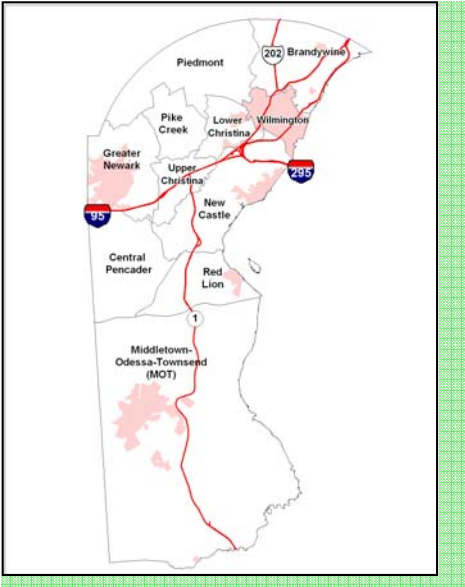 202
Brandywine
Piedmont
Pike
Creek
Lower
Christina
Wilmington
Greater
Newark
Upper
Christina
295
95
New
Castle
Central
Pencader
Red
Lion
1
Middletown-
Odessa-Townsend
(MOT)